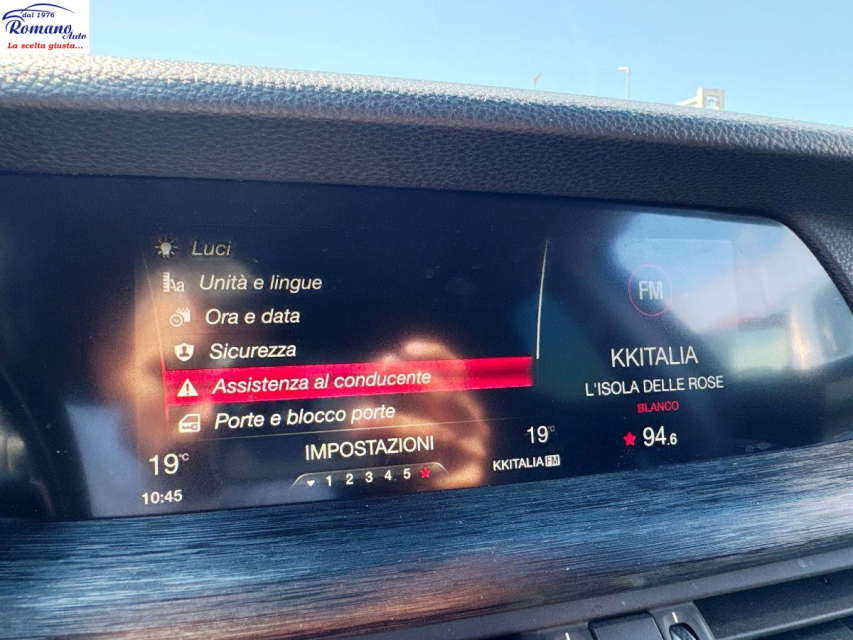 dal 1976
Romano Auto
La scelta giusta...
Luci
Unità e lingue
Ora e data
Sicurezza
Assistenza al conducente
Porte e blocco porte
IMPOSTAZIONI
1 2 3 4 5
19°C
10:45
19°C
KKITALIA FM
FM
KKITALIA
L'ISOLA DELLE ROSE
BLANCO
94.6